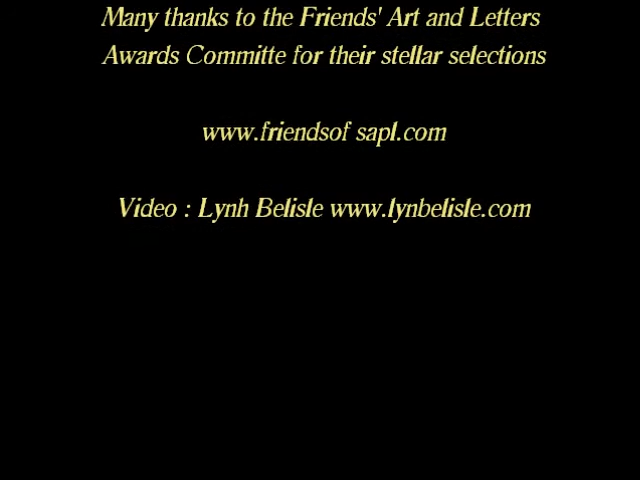 Many thanks to the Friends' Art and Letters
Awards Committe for their stellar selections
www.friendsof sapl.com
Video : Lynh Belisle www.lynbelisle.com